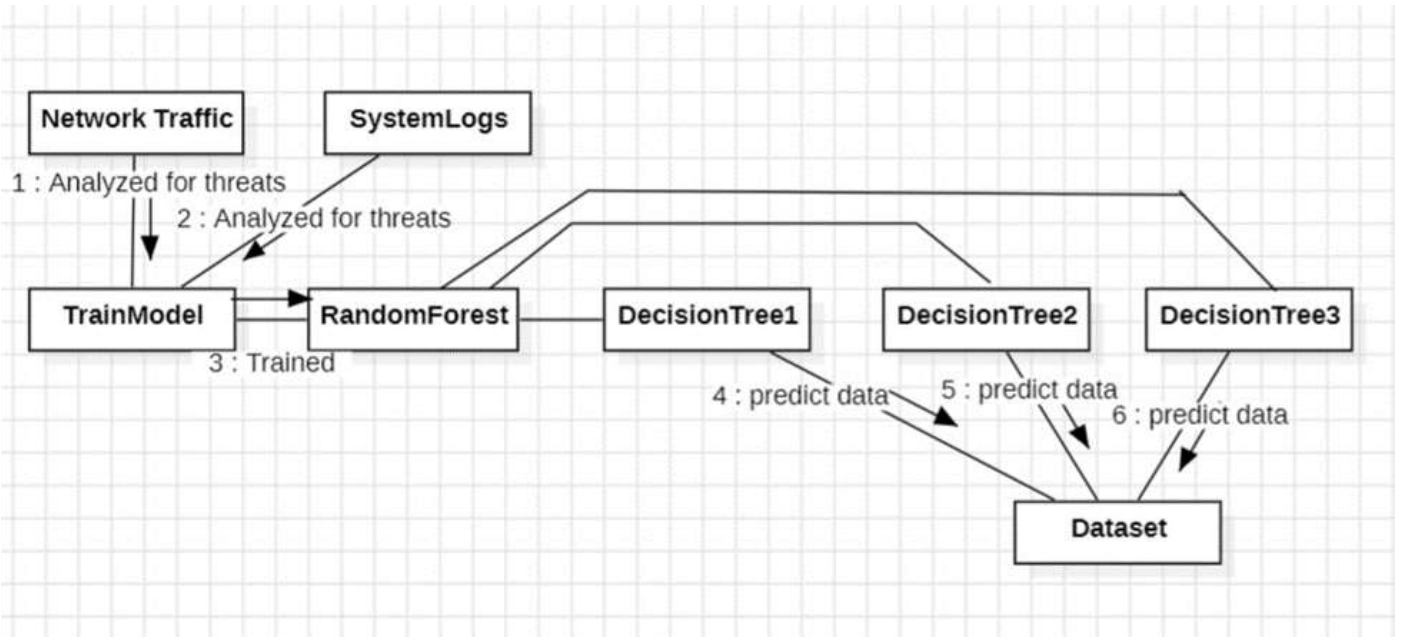 Network Traffic
SystemLogs
1 : Analyzed for threats
2 : Analyzed for threats
TrainModel
RandomForest
DecisionTree1
DecisionTree2
DecisionTree3
3 : Trained
4 : predict data
5 : predict data
6 : predict data
Dataset